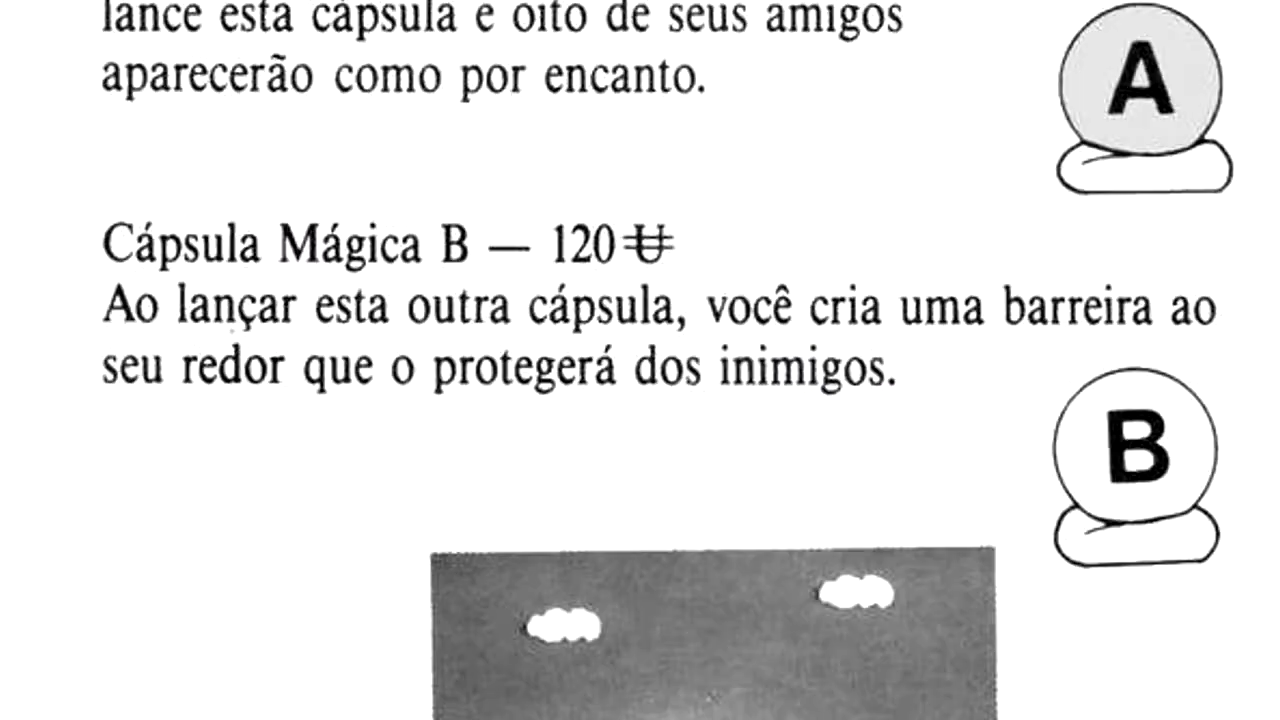 lance esta cápsula e oito de seus amigos
aparecerão como por encanto.
A
Cápsula Mágica B — 120
Ao lançar esta outra cápsula, você cria uma barreira ao
seu redor que o protegerá dos inimigos.
B